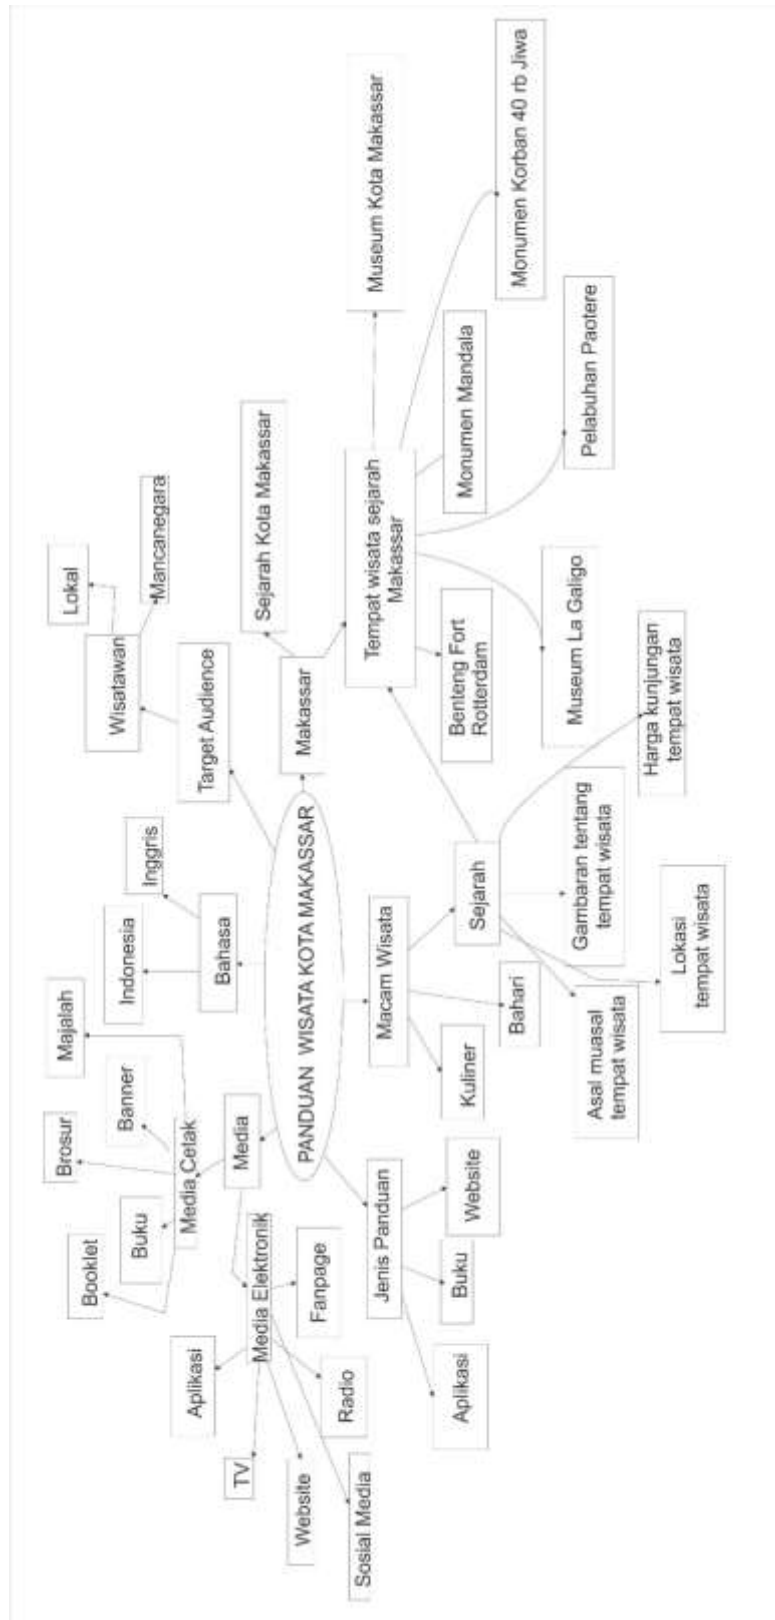 Booklet
Brosur
Majalah
Buku
Banner
Media Cetak
Indonesia
Inggris
Lokal
Mancanegara
Wisatawan
Aplikasi
TV
Media Elektronik
Media
Bahasa
Target Audience
Sejarah Kota Makassar
Website
Fanpage
Radio
Sosial Media
PANDUAN WISATA KOTA MAKASSAR
Makassar
Jenis Panduan
Macam Wisata
Tempat wisata sejarah
Makassar
Museum Kota Makassar
Aplikasi
Buku
Website
Kuliner
Bahari
Sejarah
Benteng Fort
Rotterdam
Monumen Mandala
Monumen Korban 40 rb Jiwa
Museum La Galigo
Pelabuhan Paotere
Asal muasal
tempat wisata
Gambaran tentang
tempat wisata
Lokasi
tempat wisata
Harga kunjungan
tempat wisata